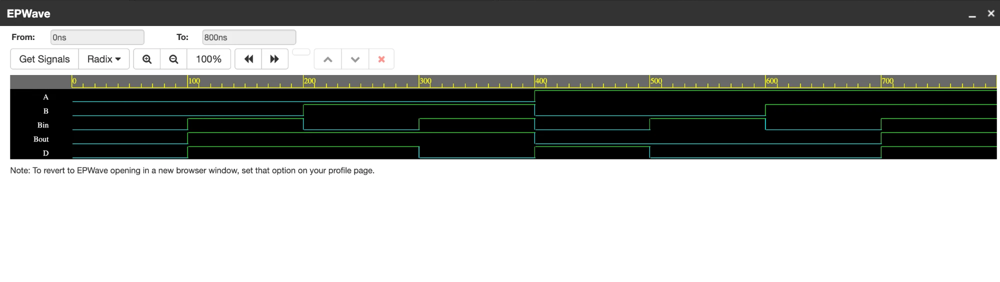 EPWave
From: 0ns To: 800ns
Get Signals Radix 100%
0 100 200 300 400 500 600 700
A
B
Bin
Bout
D
Note: To revert to EPWave opening in a new browser window, set that option on your profile page.